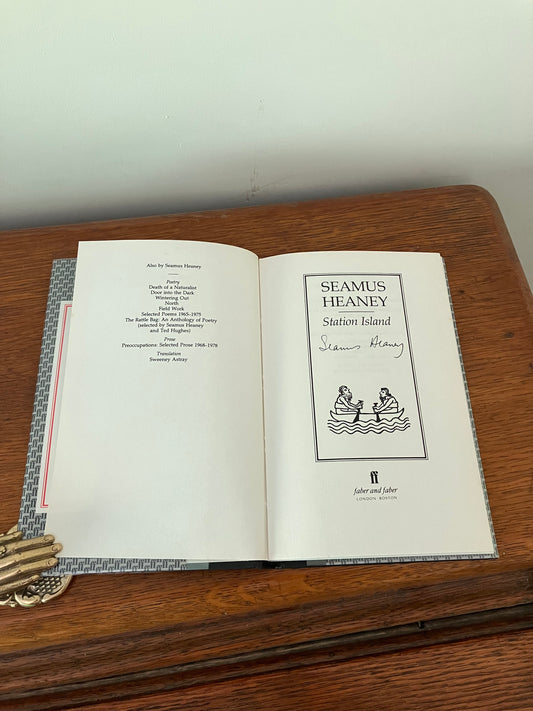 Also by Seamus Heaney
Poetry
Death of a Naturalist
Door into the Dark
Wintering Out
North
Field Work
Selected Poems 1965–1975
The Rattle Bag: An Anthology of Poetry
(selected by Seamus Heaney
and Ted Hughes)
Prose
Preoccupations: Selected Prose 1968–1978
Translation
Sweeney Astray
SEAMUS
HEANEY
Station Island
Seamus Heaney
ff
faber and faber
LONDON · BOSTON